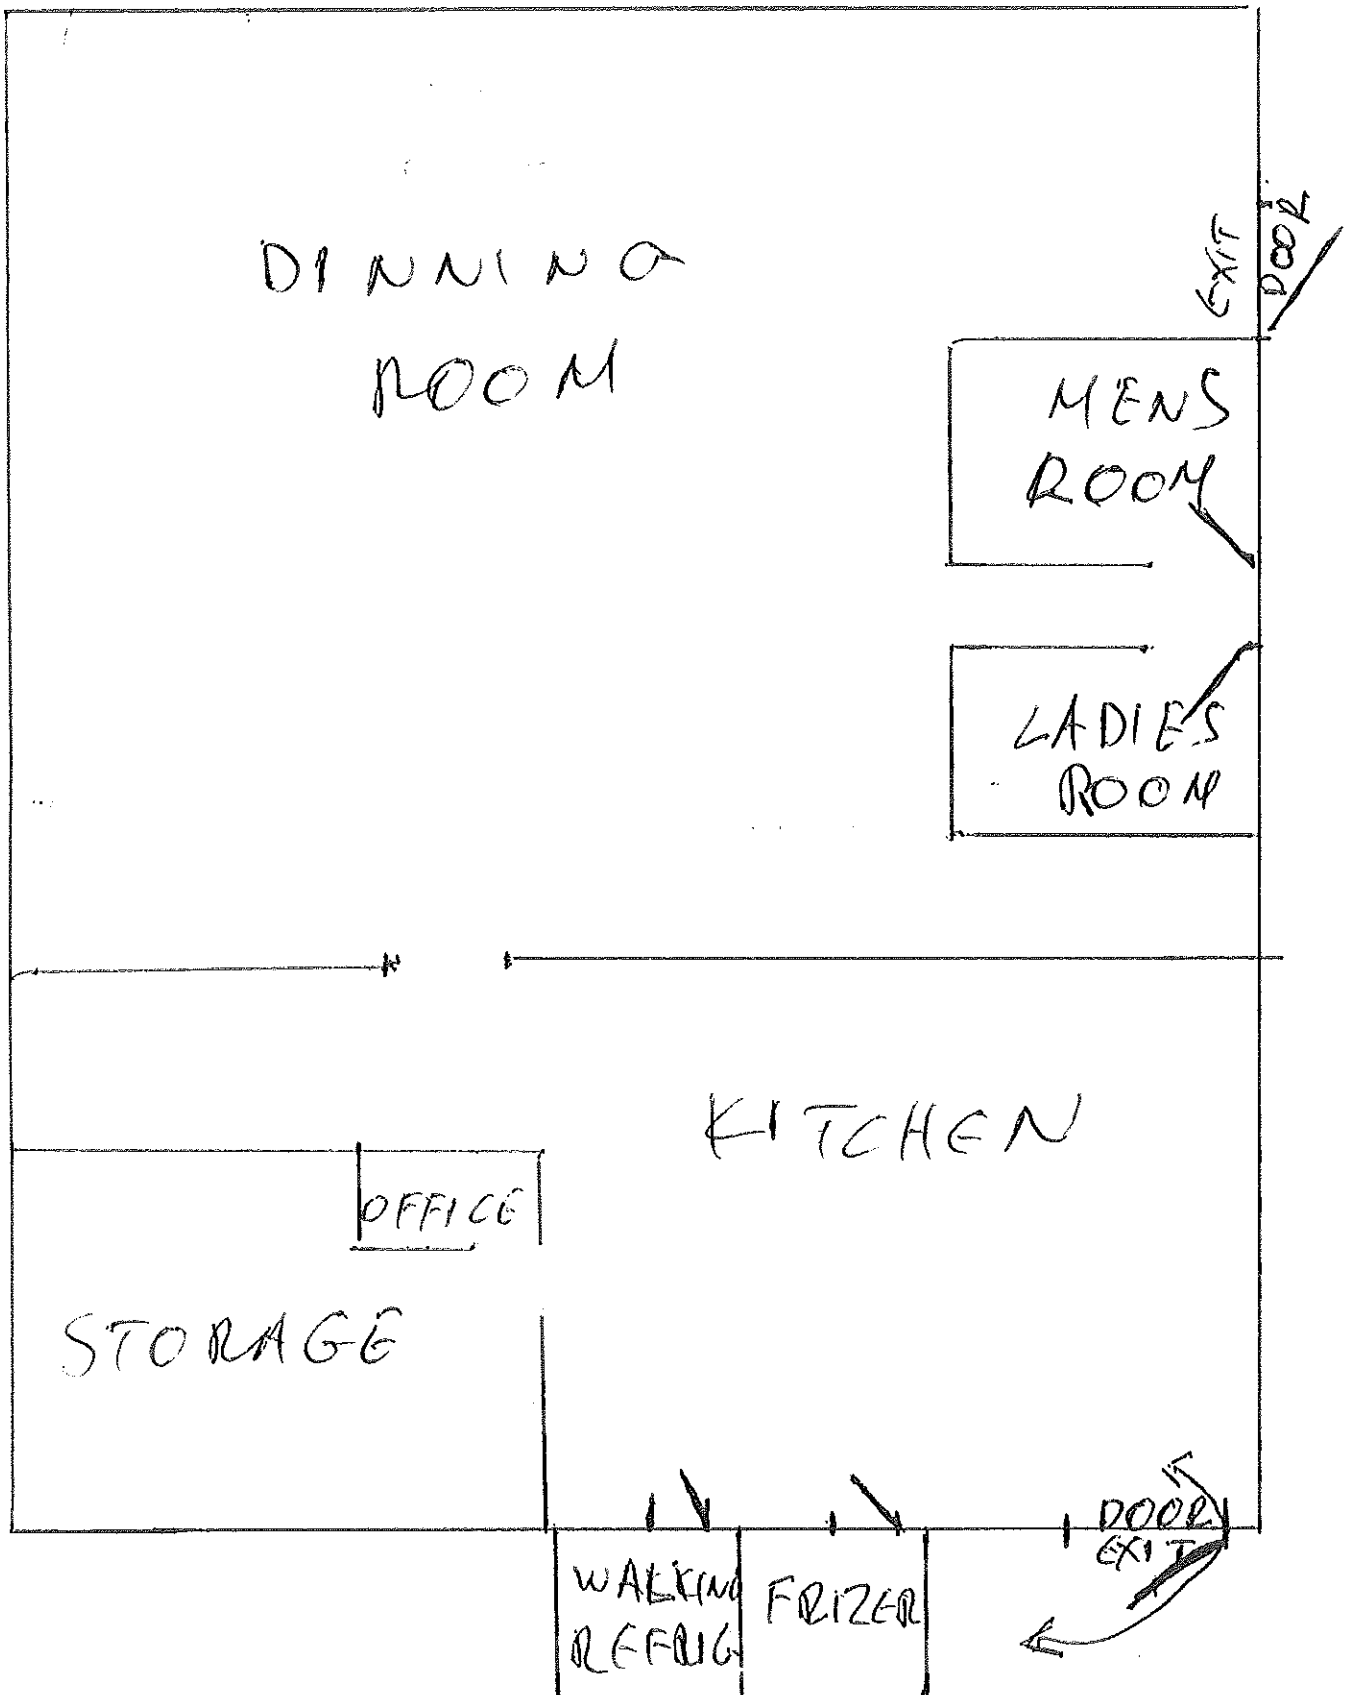 DINNING
ROOM
EXIT
DOOR
MENS
ROOM
LADIES
ROOM
KITCHEN
OFFICE
STORAGE
DOOR
EXIT
WALKING
REFRIG
FRIZER